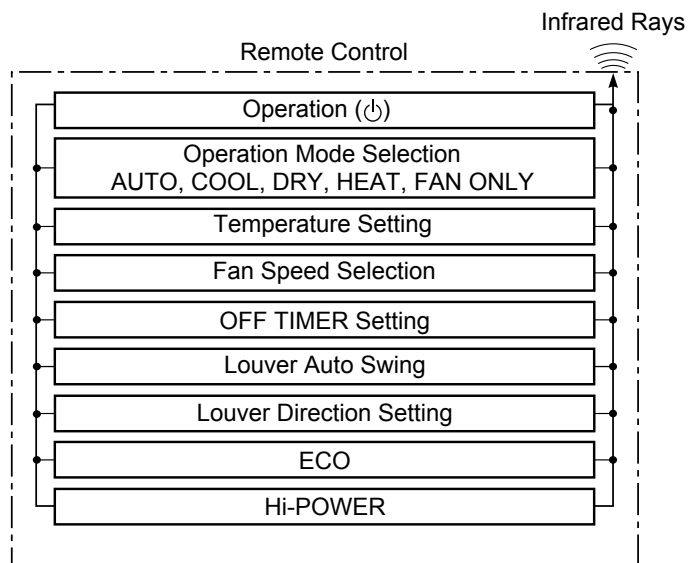 Infrared Rays
Remote Control
Operation (⏻)
Operation Mode Selection
AUTO, COOL, DRY, HEAT, FAN ONLY
Temperature Setting
Fan Speed Selection
OFF TIMER Setting
Louver Auto Swing
Louver Direction Setting
ECO
Hi-POWER